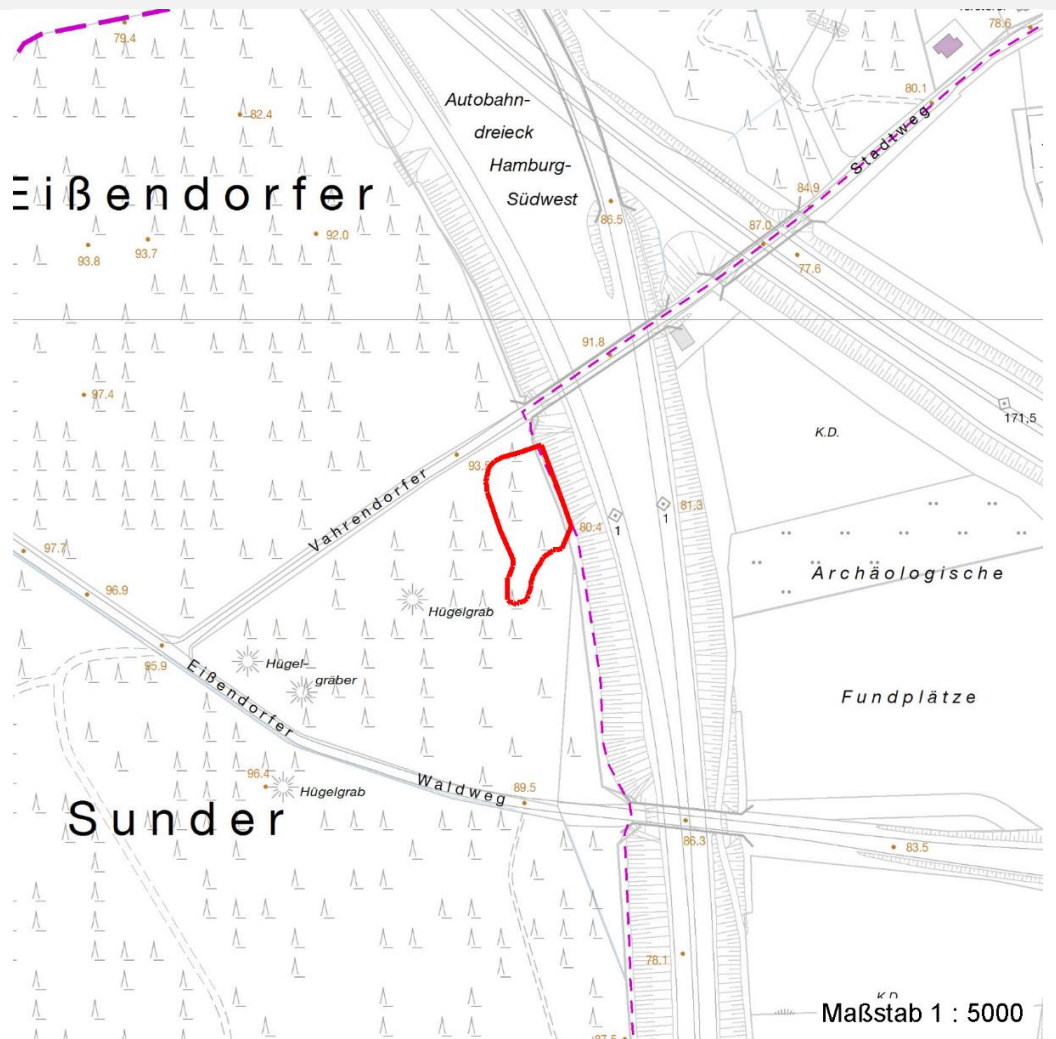 79.4
78.6
80.1
82.4
Autobahn-
dreieck
Hamburg-
Südwest
Stadtweg
Eißendorfer
84.9
86.5
87.0
92.0
93.7
93.8
77.6
91.8
97.4
171,5
K.D.
Vahrendorfer
81.3
1
1
80.4
97.7
Archäologische
96.9
Hügelgrab
95.9
Hügel-
gräber
Eißendorfer
Fundplätze
96.4
Hügelgrab
Waldweg
89.5
Sunder
86.3
83.5
78.1
Maßstab 1 : 5000